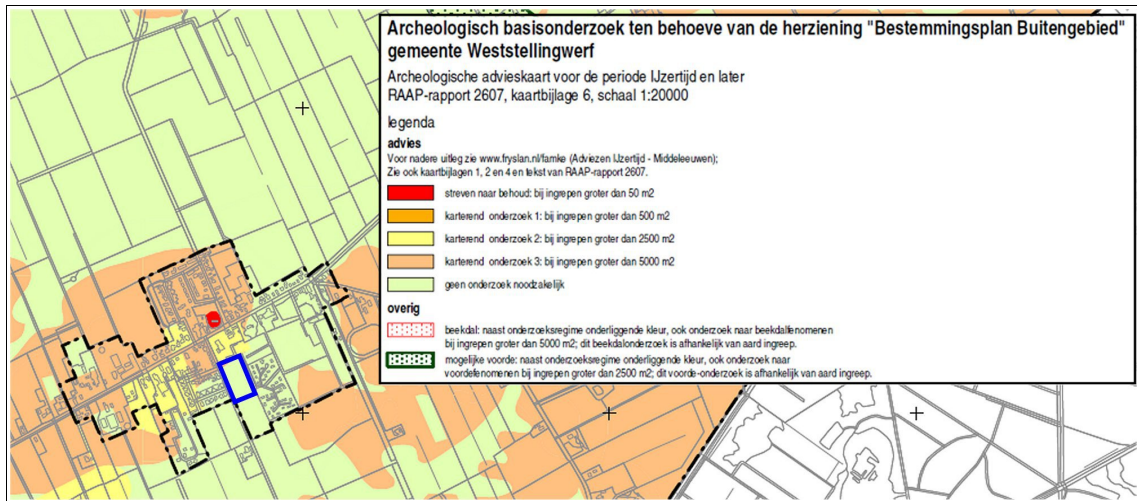 Archeologisch basisonderzoek ten behoeve van de herziening "Bestemmingsplan Buitengebied"
gemeente Weststellingwerf
Archeologische advieskaart voor de periode IJzertijd en later
RAAP-rapport 2607, kaartbijlage 6, schaal 1:20000
legenda
advies
Voor nadere uitleg zie www.fryslan.nl/famke (Adviezen IJzertijd - Middeleeuwen);
Zie ook kaartbijlagen 1, 2 en 4 en tekst van RAAP-rapport 2607.
streven naar behoud: bij ingrepen groter dan 50 m2
karterend onderzoek 1: bij ingrepen groter dan 500 m2
karterend onderzoek 2: bij ingrepen groter dan 2500 m2
karterend onderzoek 3: bij ingrepen groter dan 5000 m2
geen onderzoek noodzakelijk
overig
beekdal: naast onderzoeksregime onderliggende kleur, ook onderzoek naar beekdalfenomenen
bij ingrepen groter dan 5000 m2; dit beekdalonderzoek is afhankelijk van aard ingreep.
mogelijke voorde: naast onderzoeksregime onderliggende kleur, ook onderzoek naar
voordefenomenen bij ingrepen groter dan 2500 m2; dit voorde-onderzoek is afhankelijk van aard ingreep.